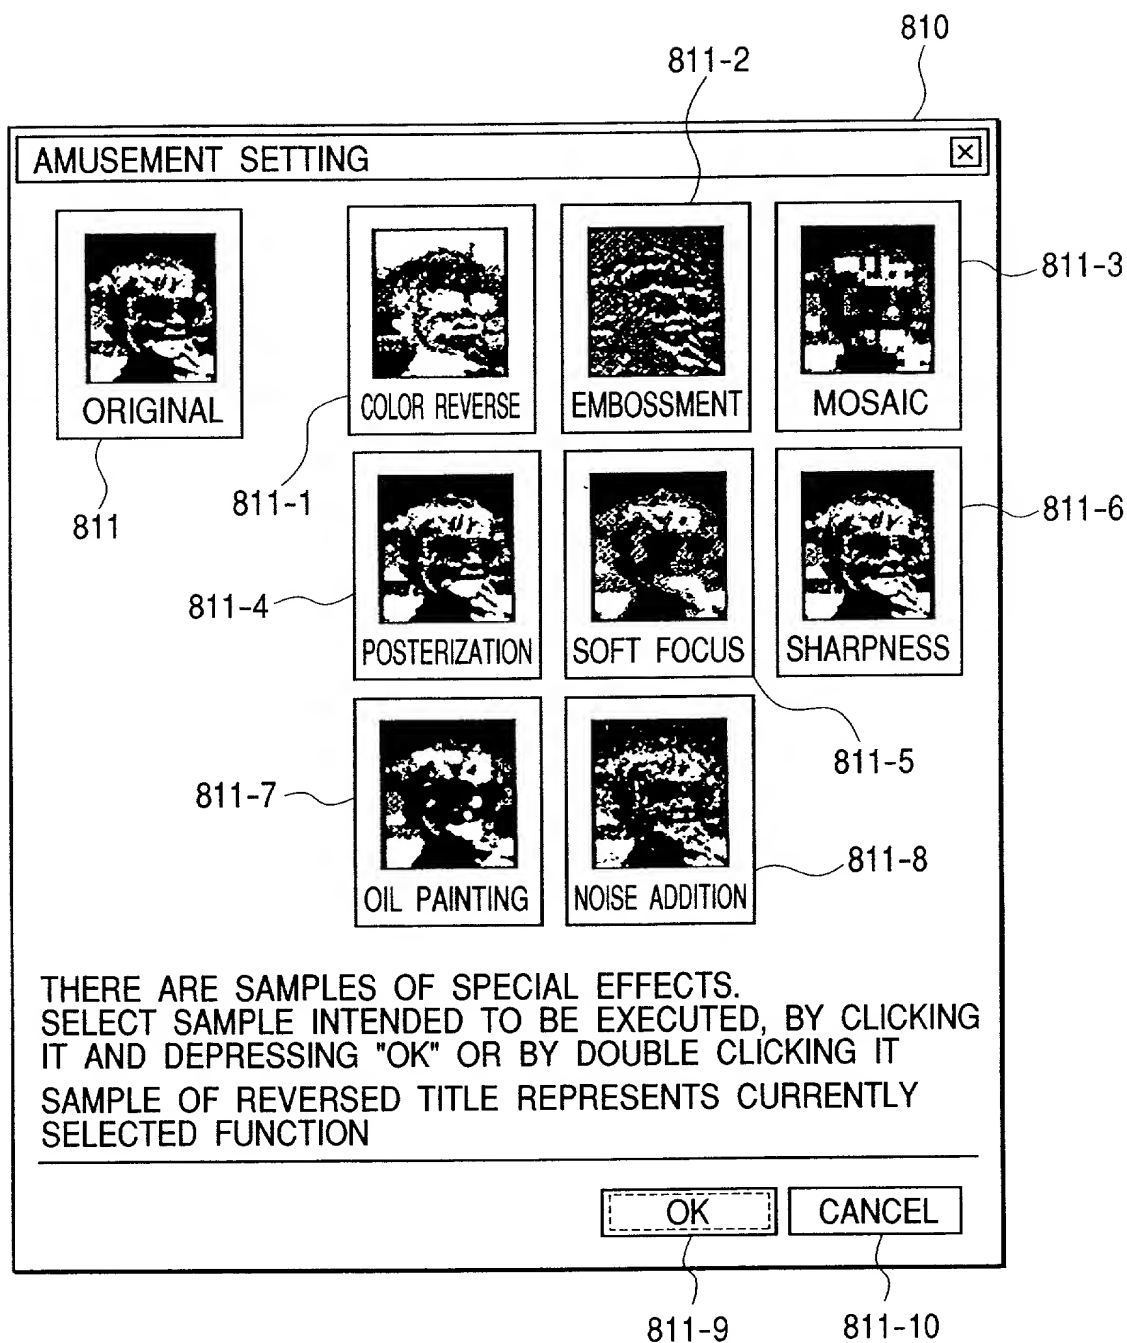 810
811-2
AMUSEMENT SETTING
ORIGINAL
COLOR REVERSE
EMBOSSMENT
MOSAIC
811-3
811
811-1
811-6
811-4
POSTERIZATION
SOFT FOCUS
SHARPNESS
811-5
811-7
811-8
OIL PAINTING
NOISE ADDITION
THERE ARE SAMPLES OF SPECIAL EFFECTS.
SELECT SAMPLE INTENDED TO BE EXECUTED, BY CLICKING
IT AND DEPRESSING "OK" OR BY DOUBLE CLICKING IT
SAMPLE OF REVERSED TITLE REPRESENTS CURRENTLY
SELECTED FUNCTION
OK
CANCEL
811-9
811-10